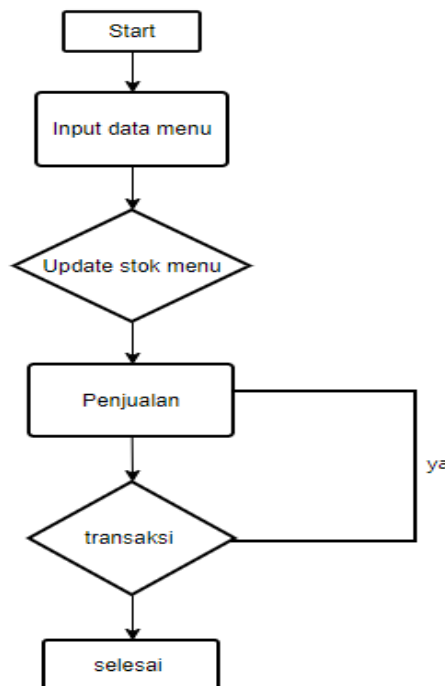 Start
Input data menu
Update stok menu
Penjualan
ya
transaksi
selesai